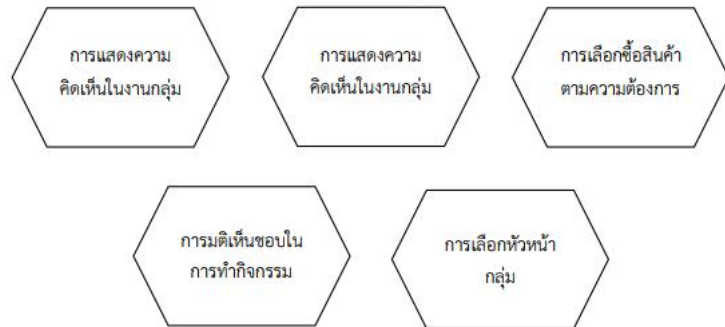 การแสดงความ
คิดเห็นในงานกลุ่ม
การแสดงความ
คิดเห็นในงานกลุ่ม
การเลือกซื้อสินค้า
ตามความต้องการ
การมติเห็นชอบใน
การทำกิจกรรม
การเลือกหัวหน้า
กลุ่ม